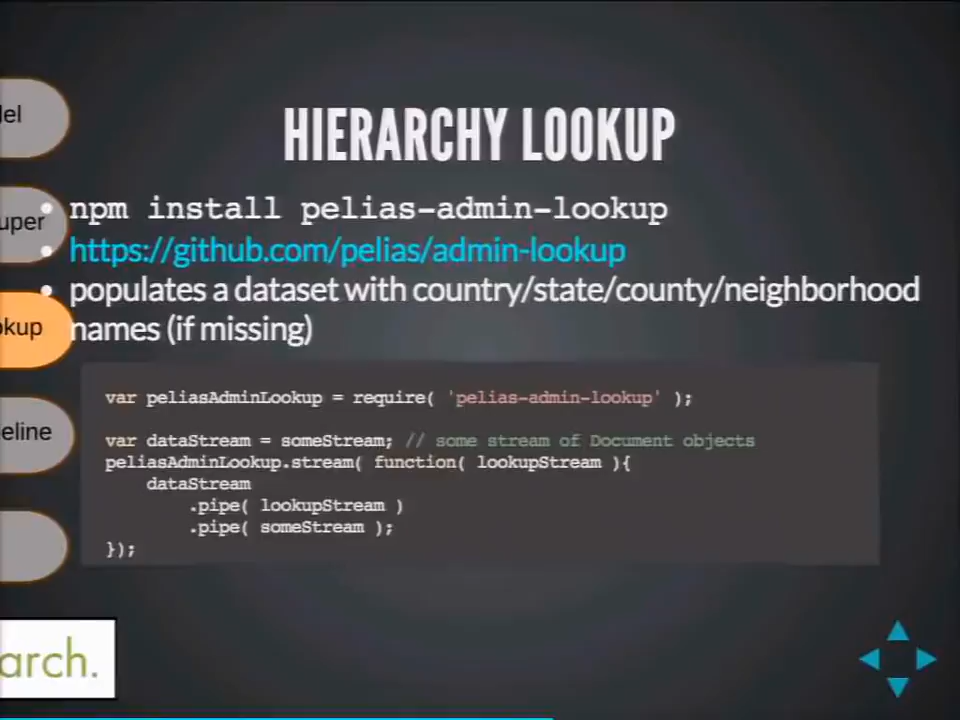 HIERARCHY LOOKUP
npm install pelias-admin-lookup
https://github.com/pelias/admin-lookup
populates a dataset with country/state/county/neighborhood
names (if missing)
var peliasAdminLookup = require( 'pelias-admin-lookup' );
var dataStream = someStream; // some stream of Document objects
peliasAdminLookup.stream( function( lookupStream ){
dataStream
.pipe( lookupStream )
.pipe( someStream );
});
del
uper
okup
eline
arch.